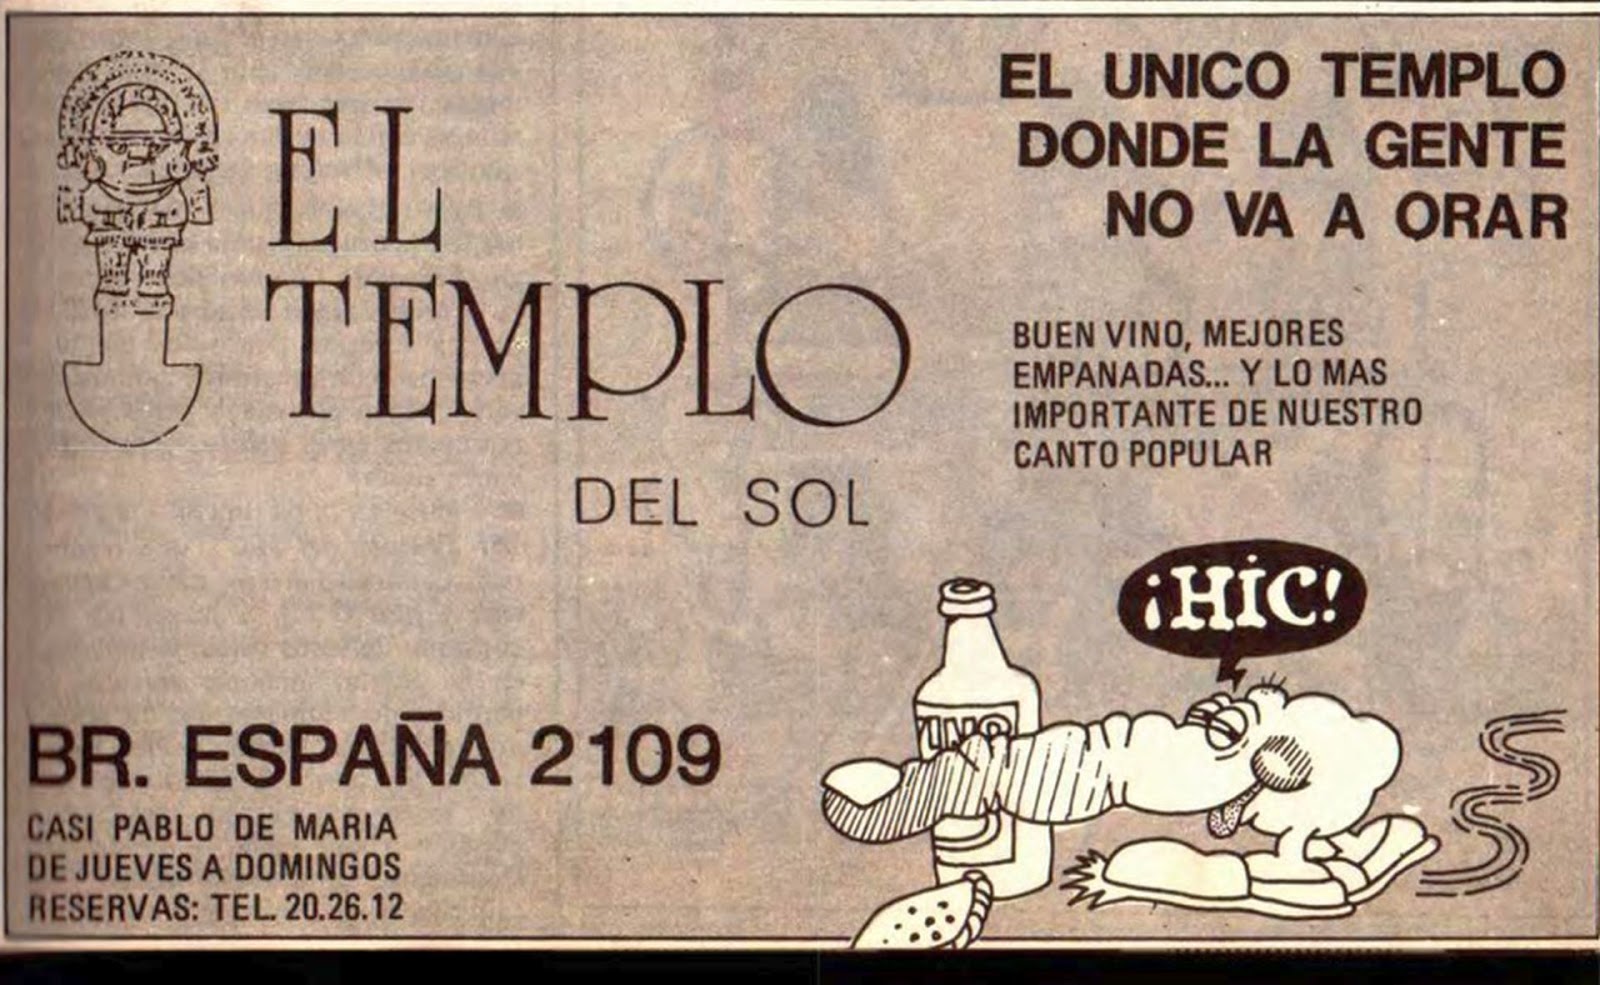 EL
TEMPLO
DEL SOL
EL UNICO TEMPLO
DONDE LA GENTE
NO VA A ORAR
BUEN VINO, MEJORES
EMPANADAS... Y LO MAS
IMPORTANTE DE NUESTRO
CANTO POPULAR
¡HIC!
VINO
BR. ESPAÑA 2109
CASI PABLO DE MARIA
DE JUEVES A DOMINGOS
RESERVAS: TEL. 20.26.12